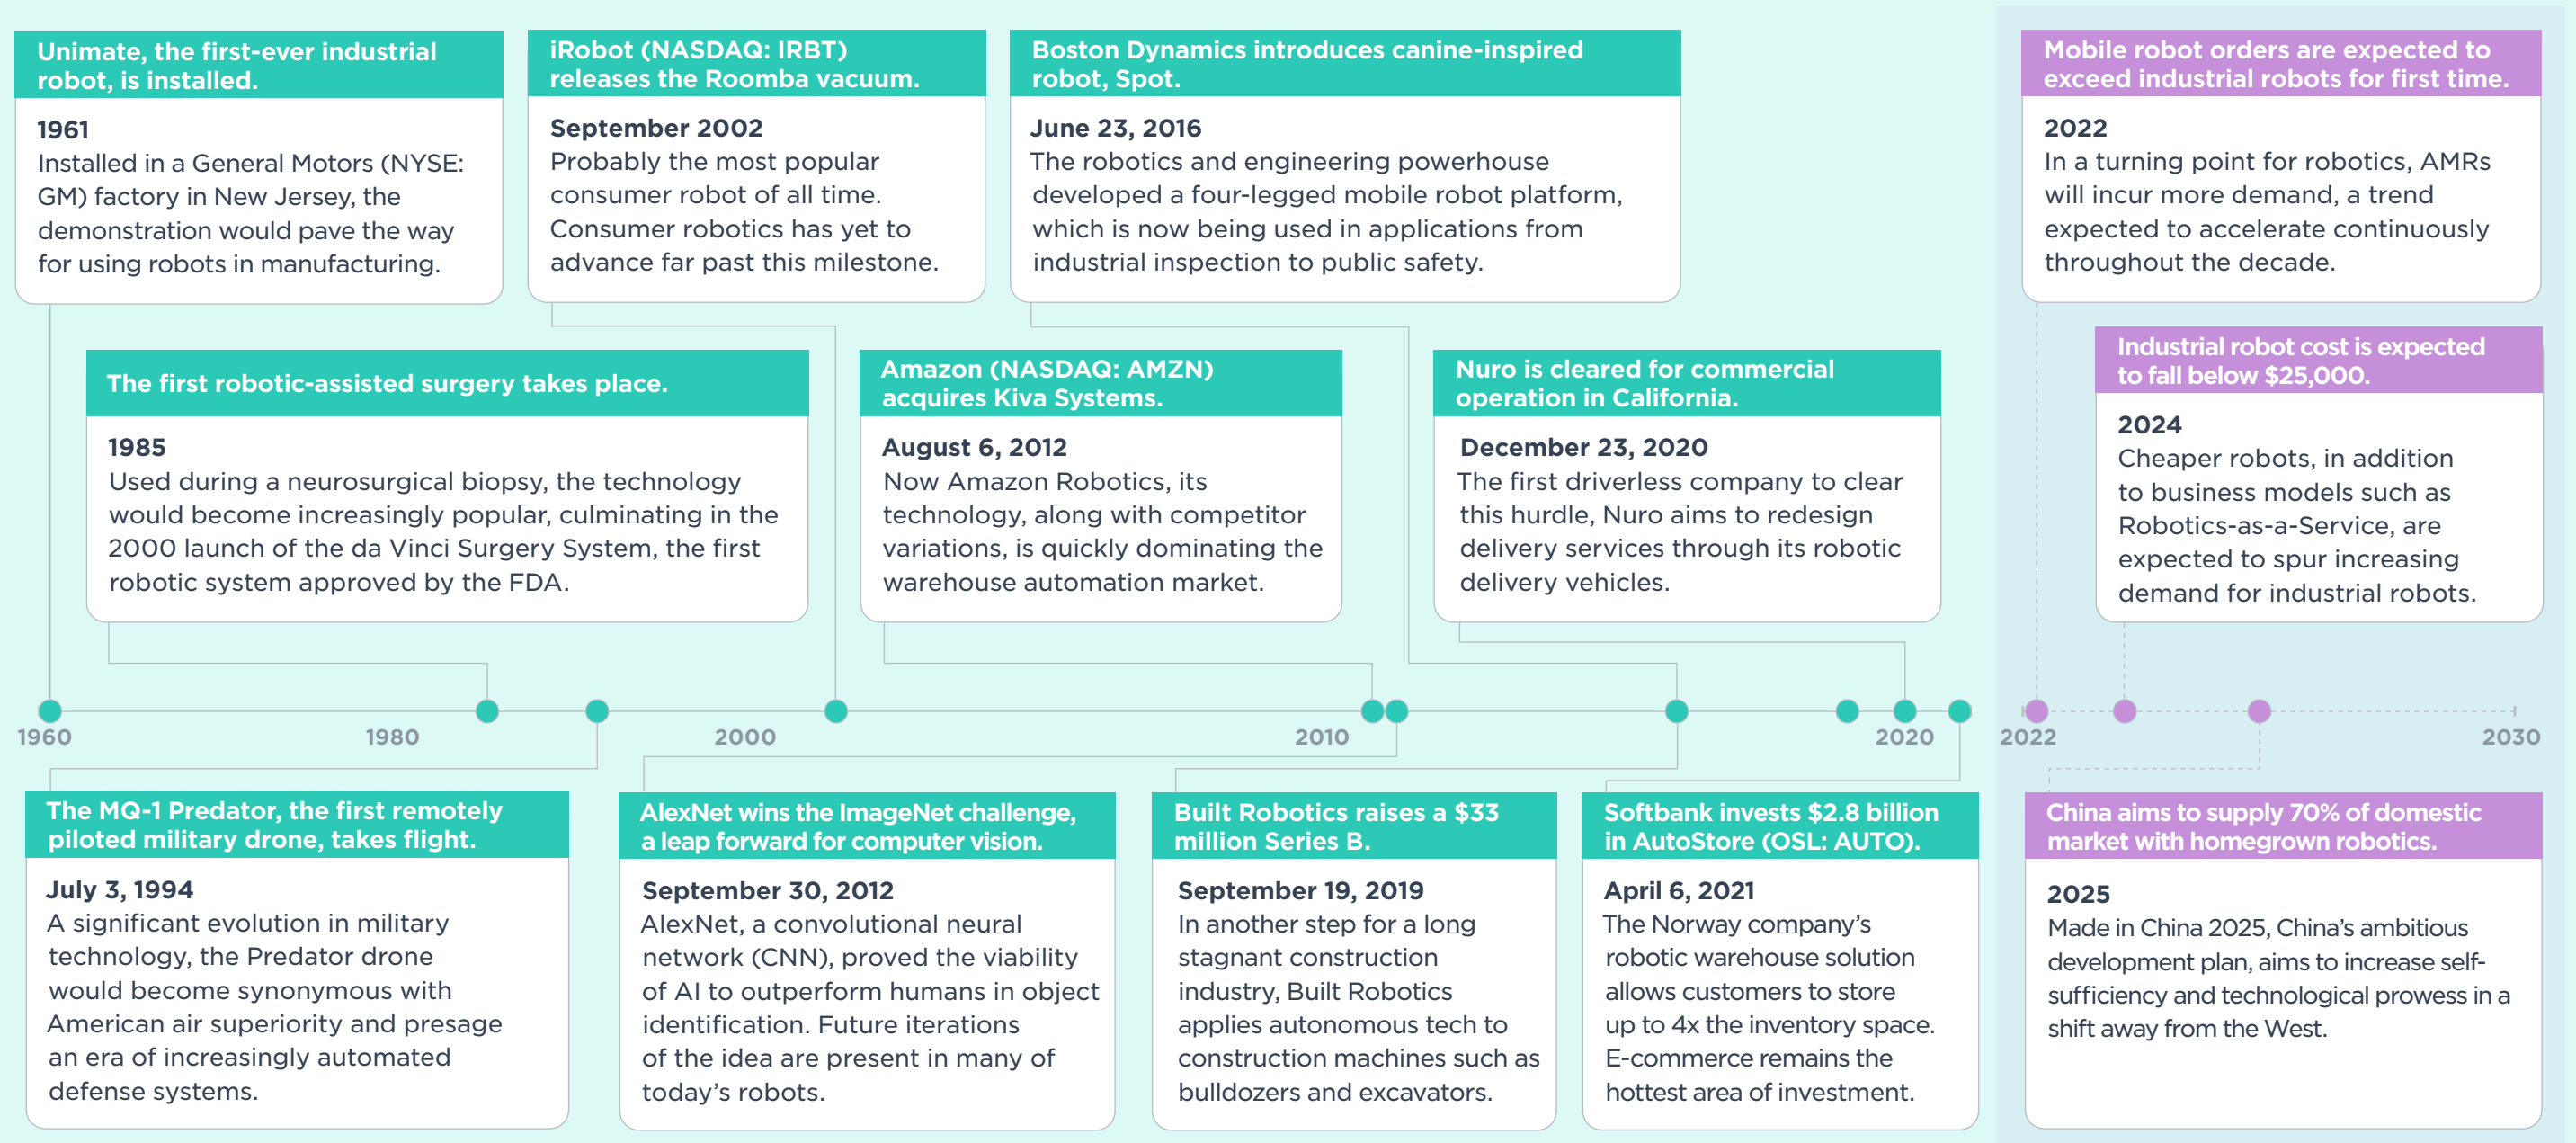 Unimate, the first-ever industrial
robot, is installed.
1961
Installed in a General Motors (NYSE:
GM) factory in New Jersey, the
demonstration would pave the way
for using robots in manufacturing.
iRobot (NASDAQ: IRBT)
releases the Roomba vacuum.
September 2002
Probably the most popular
consumer robot of all time.
Consumer robotics has yet to
advance far past this milestone.
Boston Dynamics introduces canine-inspired
robot, Spot.
June 23, 2016
The robotics and engineering powerhouse
developed a four-legged mobile robot platform,
which is now being used in applications from
industrial inspection to public safety.
Mobile robot orders are expected to
exceed industrial robots for first time.
2022
In a turning point for robotics, AMRs
will incur more demand, a trend
expected to accelerate continuously
throughout the decade.
The first robotic-assisted surgery takes place.
1985
Used during a neurosurgical biopsy, the technology
would become increasingly popular, culminating in the
2000 launch of the da Vinci Surgery System, the first
robotic system approved by the FDA.
Amazon (NASDAQ: AMZN)
acquires Kiva Systems.
August 6, 2012
Now Amazon Robotics, its
technology, along with competitor
variations, is quickly dominating the
warehouse automation market.
Nuro is cleared for commercial
operation in California.
December 23, 2020
The first driverless company to clear
this hurdle, Nuro aims to redesign
delivery services through its robotic
delivery vehicles.
Industrial robot cost is expected
to fall below $25,000.
2024
Cheaper robots, in addition
to business models such as
Robotics-as-a-Service, are
expected to spur increasing
demand for industrial robots.
1960
1980
2000
2010
2020
2022
2030
The MQ-1 Predator, the first remotely
piloted military drone, takes flight.
July 3, 1994
A significant evolution in military
technology, the Predator drone
would become synonymous with
American air superiority and presage
an era of increasingly automated
defense systems.
AlexNet wins the ImageNet challenge,
a leap forward for computer vision.
September 30, 2012
AlexNet, a convolutional neural
network (CNN), proved the viability
of AI to outperform humans in object
identification. Future iterations
of the idea are present in many of
today's robots.
Built Robotics raises a $33
million Series B.
September 19, 2019
In another step for a long
stagnant construction
industry, Built Robotics
applies autonomous tech to
construction machines such as
bulldozers and excavators.
Softbank invests $2.8 billion
in AutoStore (OSL: AUTO).
April 6, 2021
The Norway company's
robotic warehouse solution
allows customers to store
up to 4x the inventory space.
E-commerce remains the
hottest area of investment.
China aims to supply 70% of domestic
market with homegrown robotics.
2025
Made in China 2025, China's ambitious
development plan, aims to increase self-
sufficiency and technological prowess in a
shift away from the West.